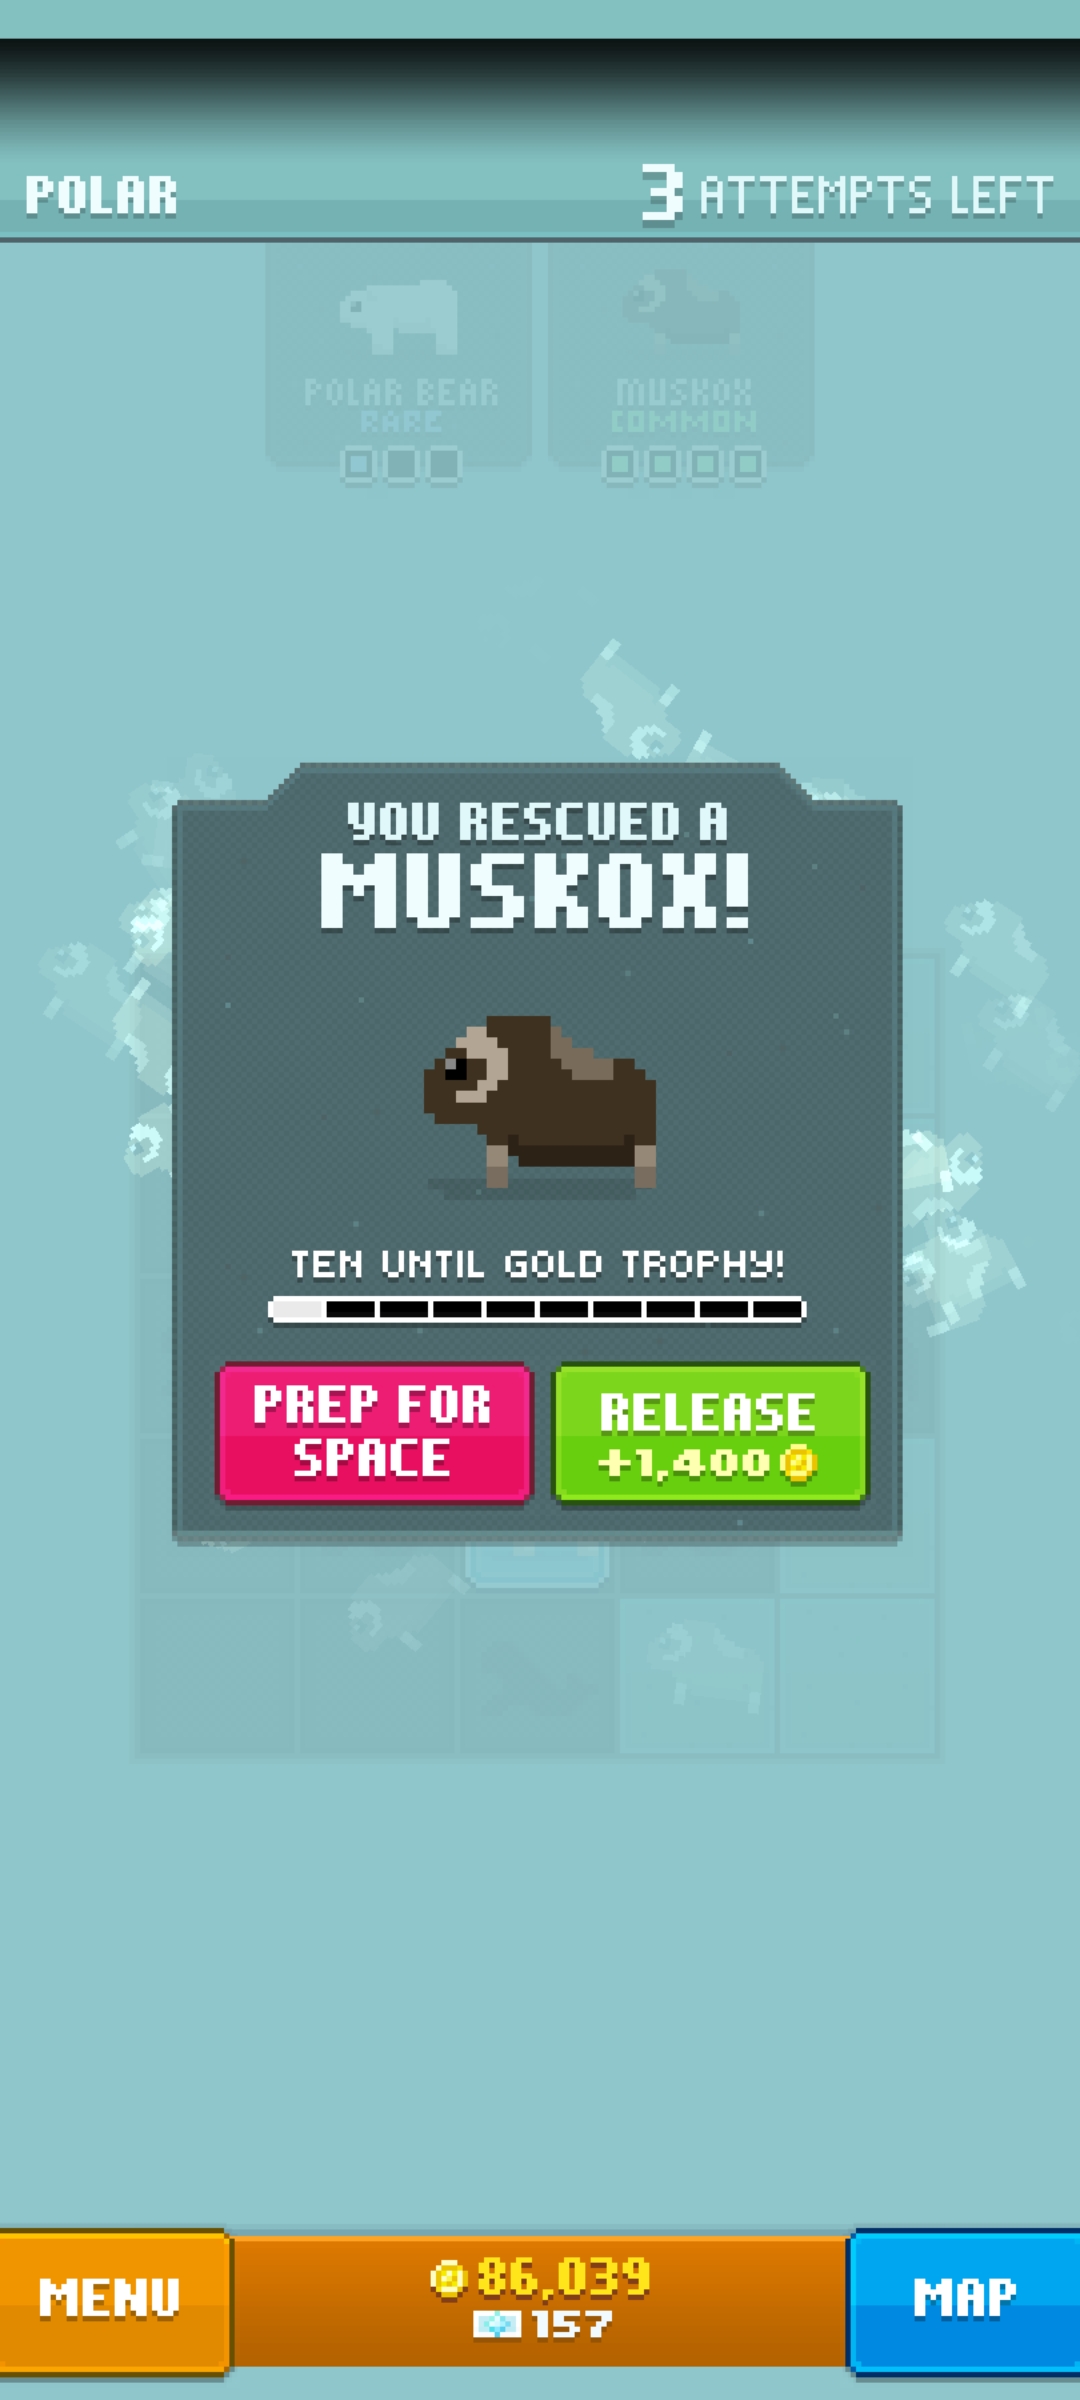 POLAR
3 ATTEMPTS LEFT
POLAR BEAR
RARE
MUSKOX
COMMON
YOU RESCUED A
MUSKOX!
TEN UNTIL GOLD TROPHY!
PREP FOR
SPACE
RELEASE
+1,400
MENU
86,039
157
MAP